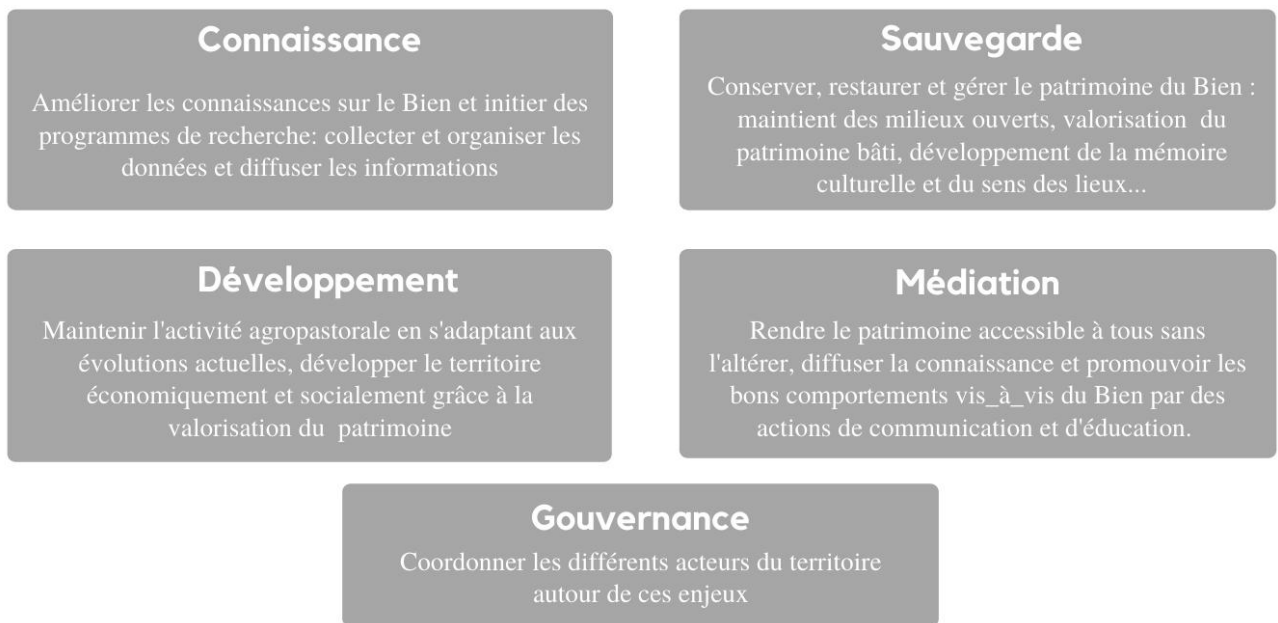 Connaissance
Améliorer les connaissances sur le Bien et initier des
programmes de recherche: collecter et organiser les
données et diffuser les informations
Sauvegarde
Conserver, restaurer et gérer le patrimoine du Bien :
maintient des milieux ouverts, valorisation du
patrimoine bâti, développement de la mémoire
culturelle et du sens des lieux...
Développement
Maintenir l'activité agropastorale en s'adaptant aux
évolutions actuelles, développer le territoire
économiquement et socialement grâce à la
valorisation du patrimoine
Médiation
Rendre le patrimoine accessible à tous sans
l'altérer, diffuser la connaissance et promouvoir les
bons comportements vis_à_vis du Bien par des
actions de communication et d'éducation.
Gouvernance
Coordonner les différents acteurs du territoire
autour de ces enjeux